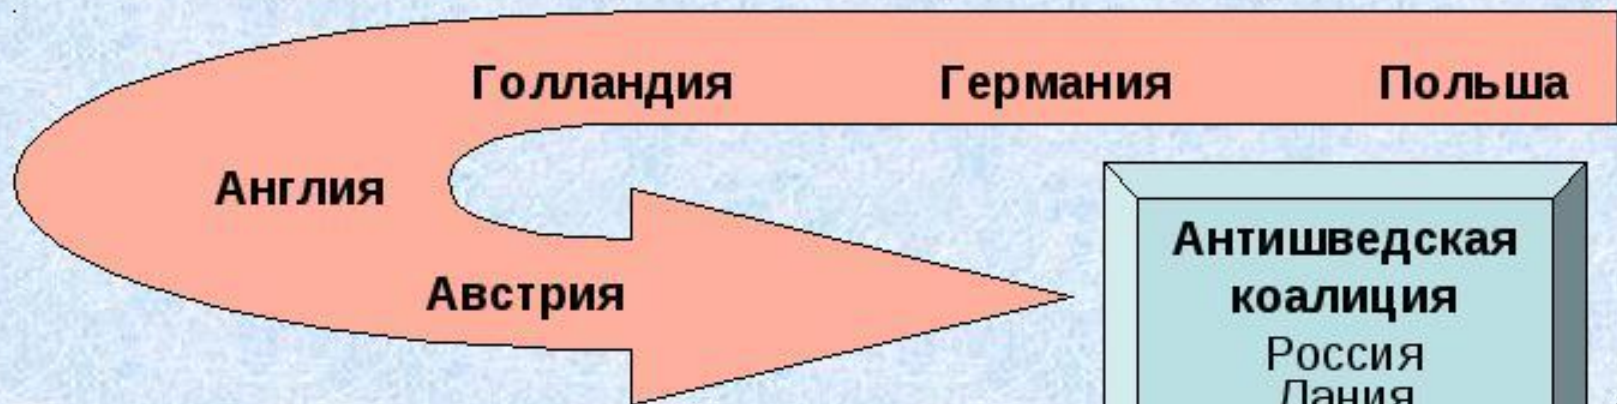 Голландия Германия Польша
Англия
Австрия
Антишведская
коалиция
Россия
Дания